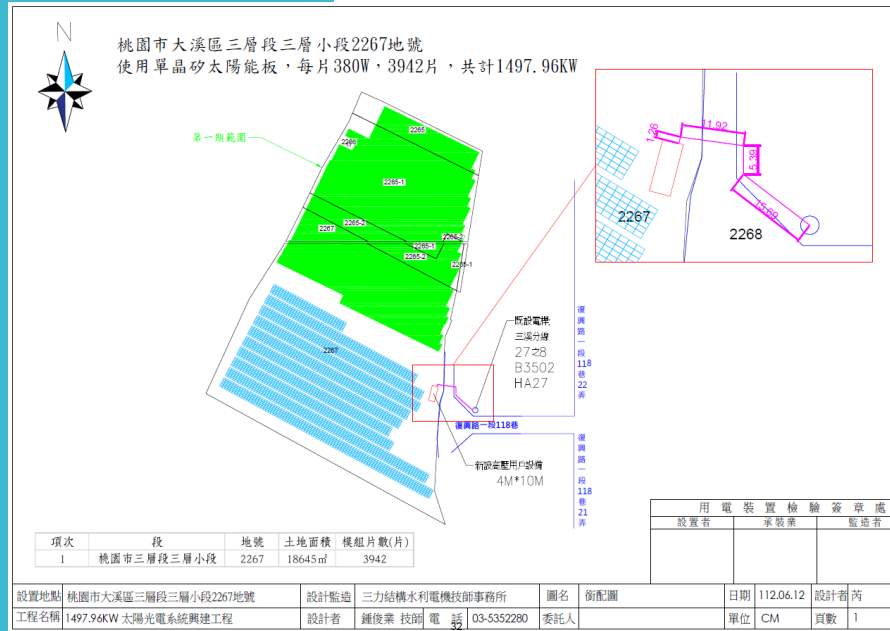 N
桃園市大溪區三層段三層小段2267地號
使用單晶矽太陽能板，每片380W，3942片，共計1497.96KW
第一期範圍
2265
2266
2265-1
2265-2
2267
2265-2
2265-1
2265-2
2265-1
2267
1.26
11.92
5.39
15.69
2267
2268
既設電桿
三溪分線
27之8
B3502
HA27
復興路一段118巷22弄
復興路一段118巷
新設高壓用戶設備
4M*10M
復興路一段118巷21弄
用電裝置檢驗簽章處
設置者 承裝業 監造者
項次 段 地號 土地面積 模組片數(片)
1 桃園市三層段三層小段 2267 18645㎡ 3942
設置地點 桃園市大溪區三層段三層小段2267地號 設計監造 三力結構水利電機技師事務所 圖名 衛配圖 日期 112.06.12 設計者 芮
工程名稱 1497.96KW 太陽光電系統興建工程 設計者 鍾俊業 技師 電 話 03-5352280 委託人 單位 CM 頁數 1
32